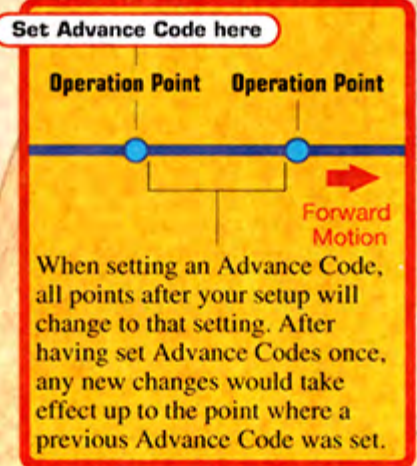 Set Advance Code here
Operation Point Operation Point
Forward
Motion
When setting an Advance Code,
all points after your setup will
change to that setting. After
having set Advance Codes once,
any new changes would take
effect up to the point where a
previous Advance Code was set.